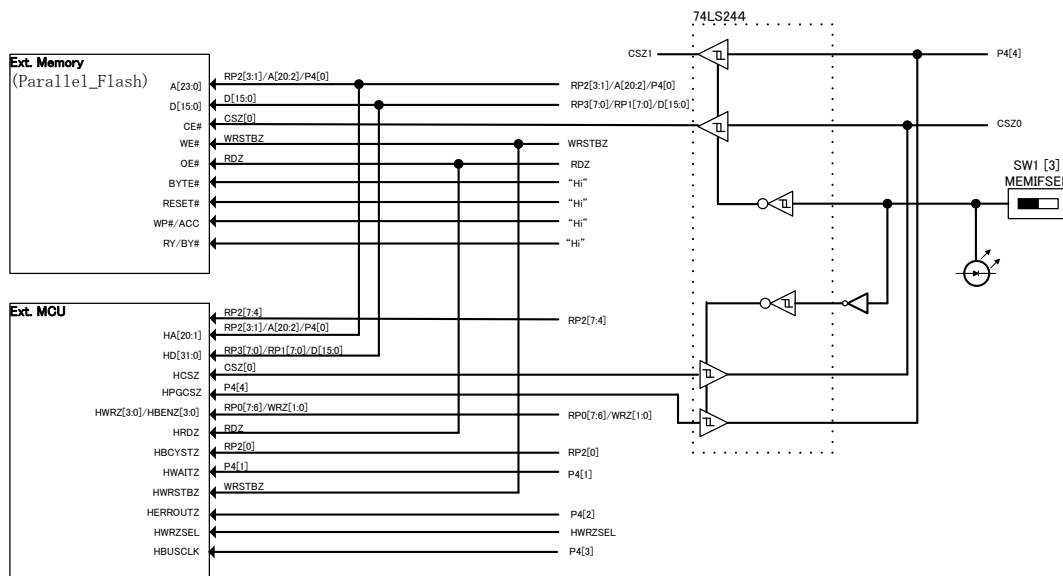 74LS244
Ext. Memory
(Parallel_Flash)
CSZ1
P4[4]
A[23:0]
RP2[3:1]/A[20:2]/P4[0]
RP2[3:1]/A[20:2]/P4[0]
D[15:0]
D[15:0]
RP3[7:0]/RP1[7:0]/D[15:0]
CE#
CSZ[0]
CSZ0
WE#
WRSTBZ
WRSTBZ
OE#
RDZ
RDZ
SW1 [3]
MEMIFSEL
BYTE#
"Hi"
RESET#
"Hi"
WP#/ACC
"Hi"
RY/BY#
"Hi"
Ext. MCU
RP2[7:4]
RP2[7:4]
HA[20:1]
RP2[3:1]/A[20:2]/P4[0]
HD[31:0]
RP3[7:0]/RP1[7:0]/D[15:0]
HCSZ
CSZ[0]
HPGCSZ
P4[4]
HWRZ[3:0]/HBENZ[3:0]
RP0[7:6]/WRZ[1:0]
RP0[7:6]/WRZ[1:0]
HRDZ
RDZ
HBCYSTZ
RP2[0]
RP2[0]
HWAITZ
P4[1]
P4[1]
HWRSTBZ
WRSTBZ
HERROUTZ
P4[2]
HWRZSEL
HWRZSEL
HBUSCLK
P4[3]